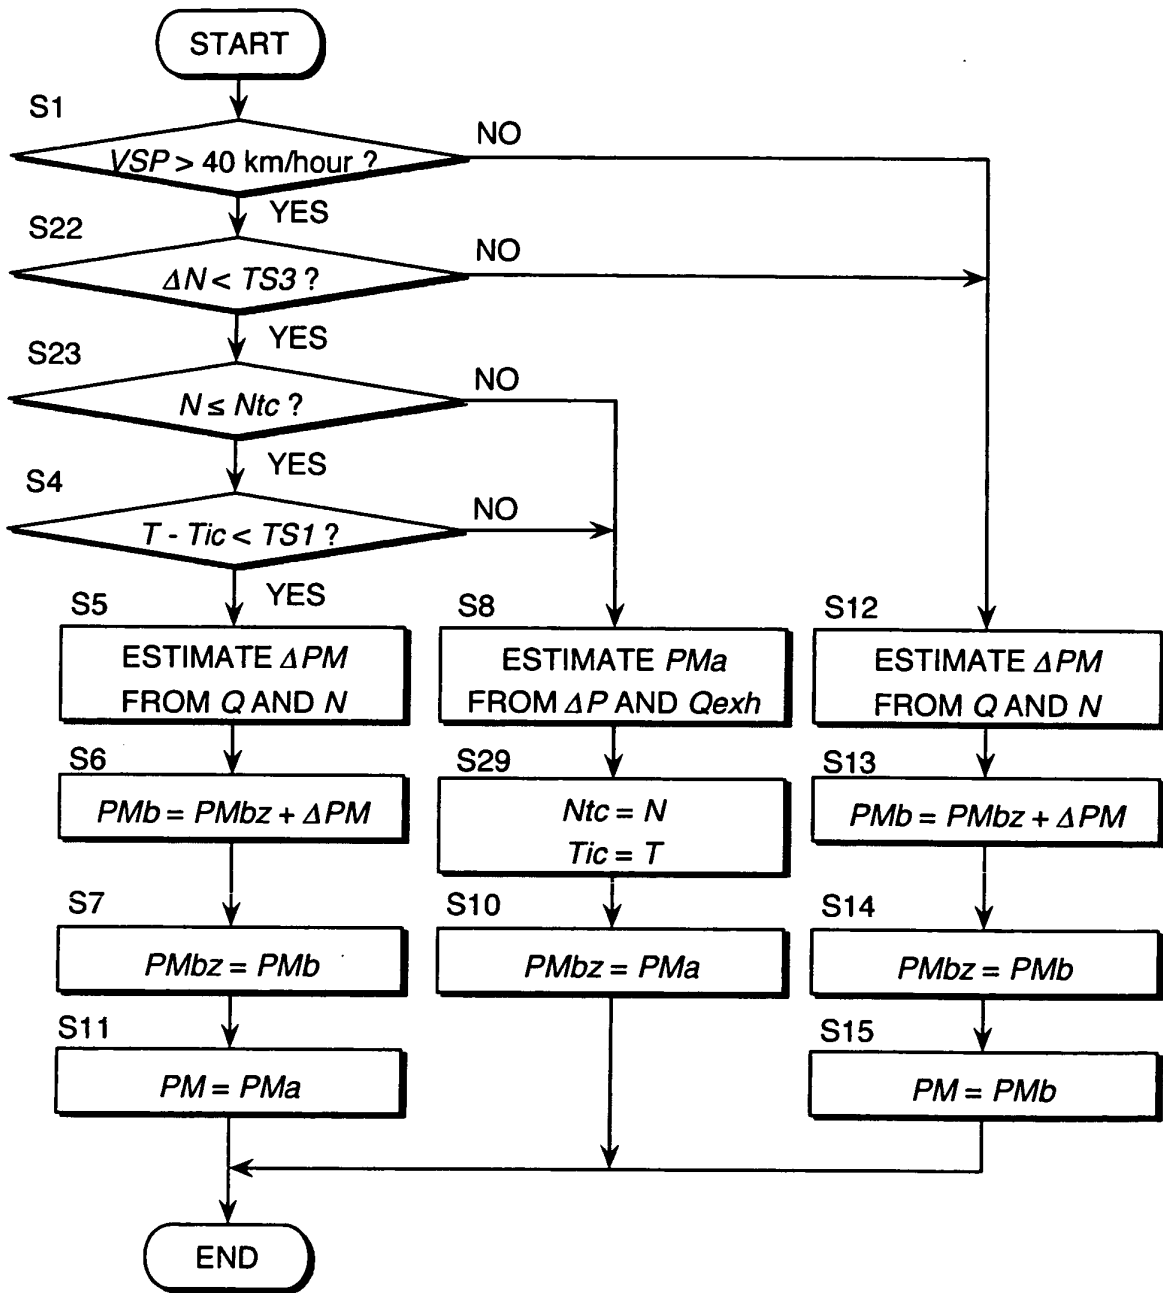 START
S1
VSP > 40 km/hour ?
NO
YES
S22
ΔN < TS3 ?
NO
YES
S23
N ≤ Ntc ?
NO
YES
S4
T - Tic < TS1 ?
NO
YES
S5
ESTIMATE ΔPM
FROM Q AND N
S6
PMb = PMbz + ΔPM
S7
PMbz = PMb
S11
PM = PMa
S8
ESTIMATE PMa
FROM ΔP AND Qexh
S29
Ntc = N
Tic = T
S10
PMbz = PMa
S12
ESTIMATE ΔPM
FROM Q AND N
S13
PMb = PMbz + ΔPM
S14
PMbz = PMb
S15
PM = PMb
END